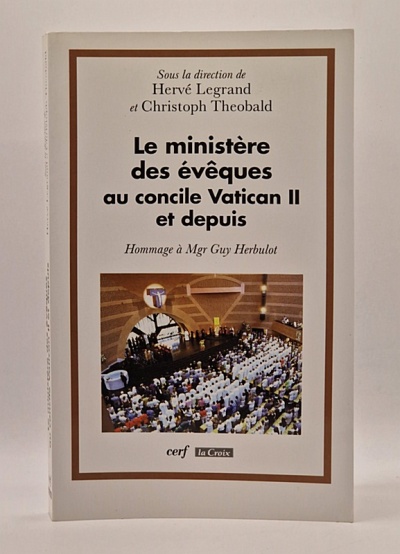 Sous la direction de
Hervé Legrand
et Christoph Theobald
Le ministère
des évêques
au concile Vatican II
et depuis
Hommage à Mgr Guy Herbulot
cerf la Croix